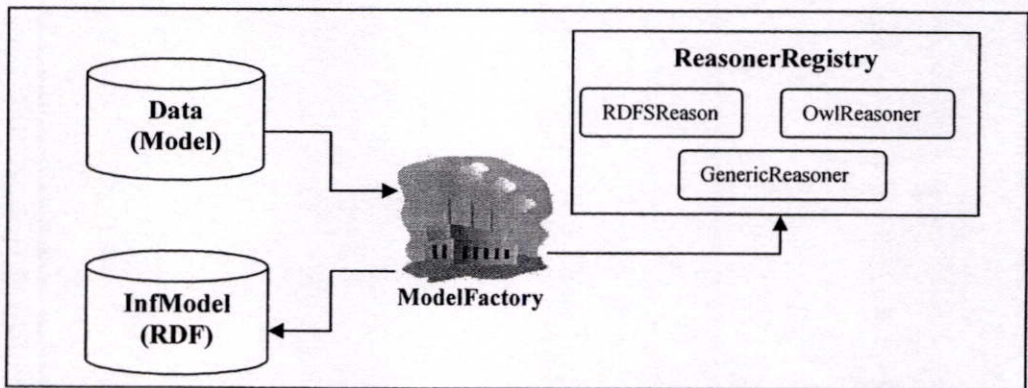 Data
(Model)
ReasonerRegistry
RDFSReason
OwlReasoner
GenericReasoner
ModelFactory
InfModel
(RDF)